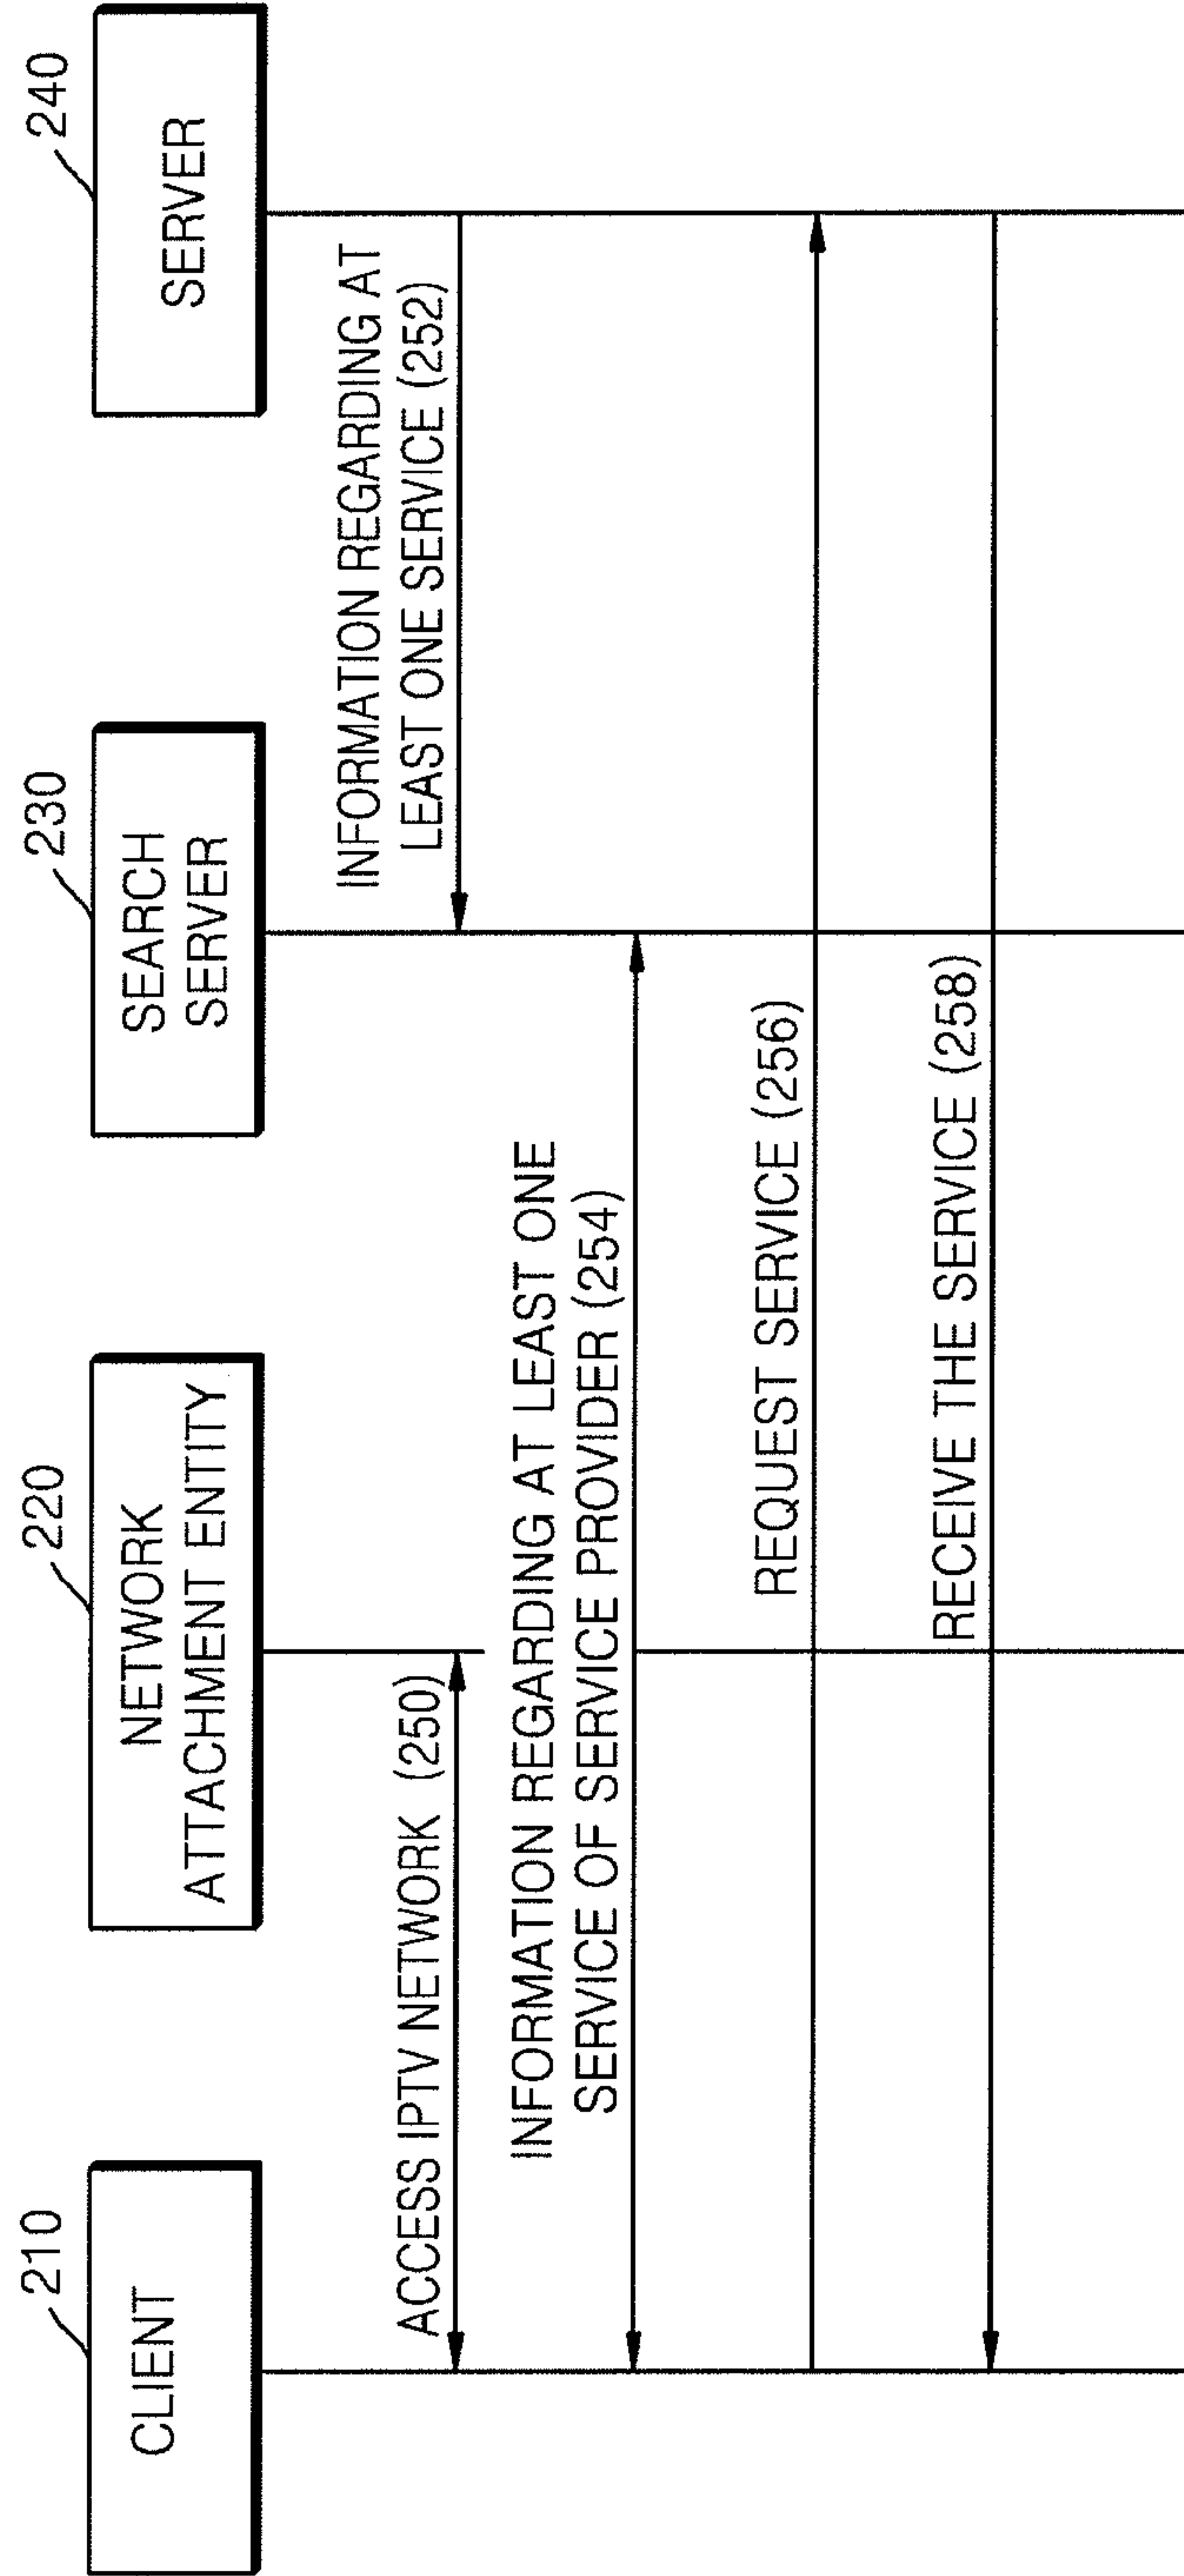 210
CLIENT
220
NETWORK
ATTACHMENT ENTITY
230
SEARCH
SERVER
240
SERVER
ACCESS IPTV NETWORK (250)
INFORMATION REGARDING AT
LEAST ONE SERVICE (252)
INFORMATION REGARDING AT LEAST ONE
SERVICE OF SERVICE PROVIDER (254)
REQUEST SERVICE (256)
RECEIVE THE SERVICE (258)